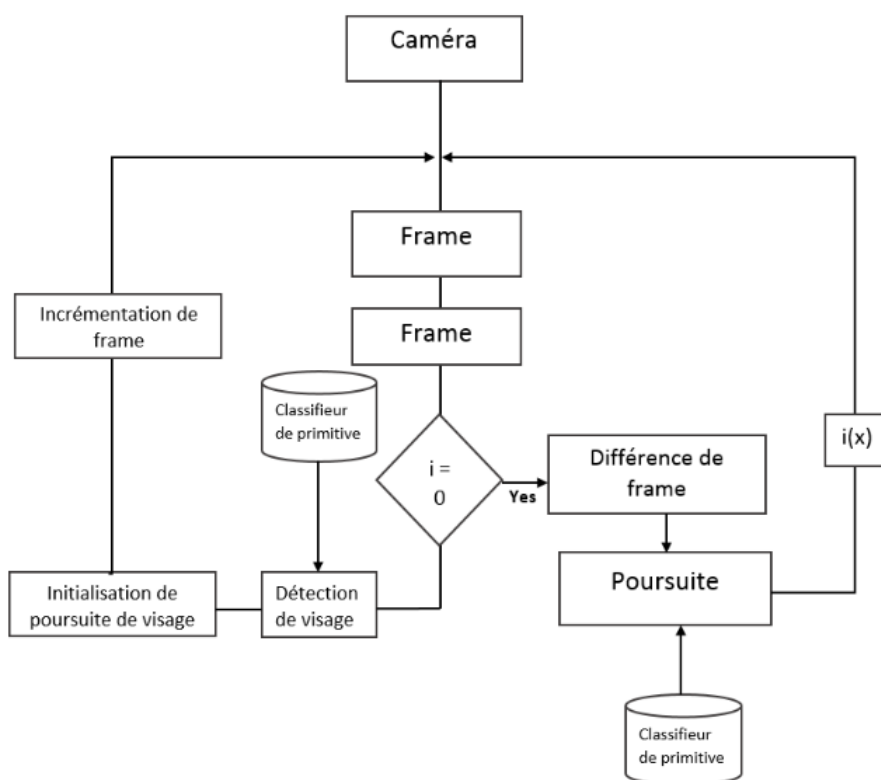 Caméra
Frame
Incrémentation de
frame
Frame
Classifieur
de primitive
i =
0
Yes
Différence de
frame
i(x)
Initialisation de
poursuite de visage
Détection
de visage
Poursuite
Classifieur
de primitive